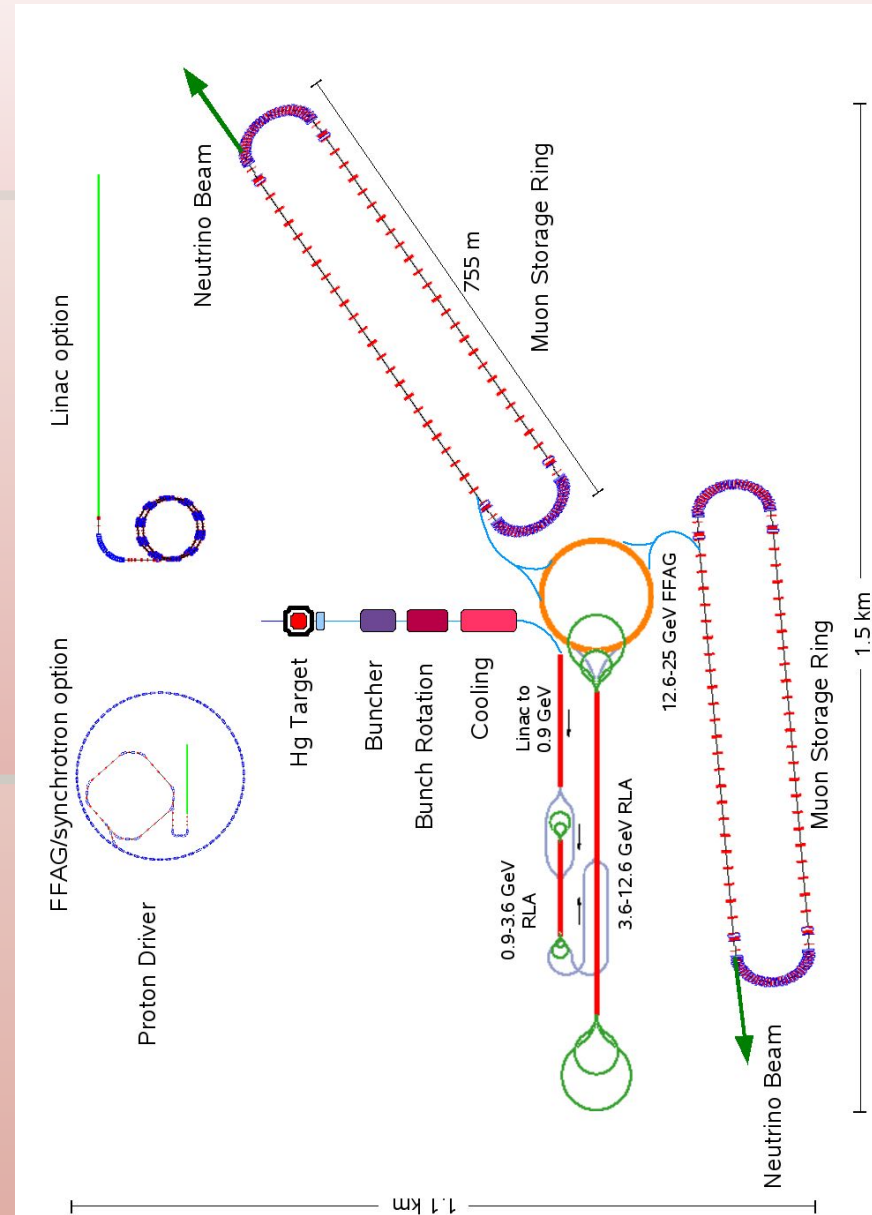 FFAG/synchrotron option
Linac option
Proton Driver
Neutrino Beam
Hg Target
Buncher
Bunch Rotation
Cooling
755 m
Muon Storage Ring
Linac to
0.9 GeV
0.9-3.6 GeV
RLA
3.6-12.6 GeV RLA
12.6-25 GeV FFAG
Muon Storage Ring
Neutrino Beam
1.5 km
1.1 km